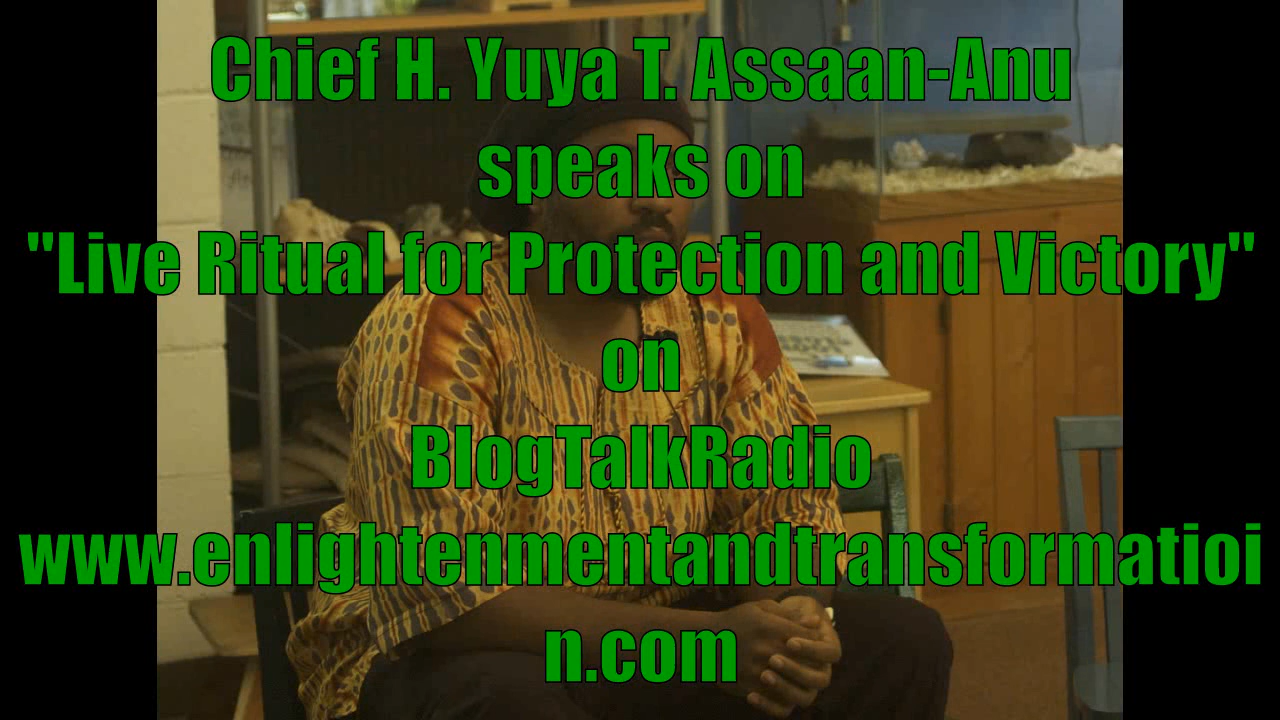 Chief H. Yuya T. Assaan-Anu
speaks on
"Live Ritual for Protection and Victory"
on
BlogTalkRadio
www.enlightenmentandtransformatioi
n.com